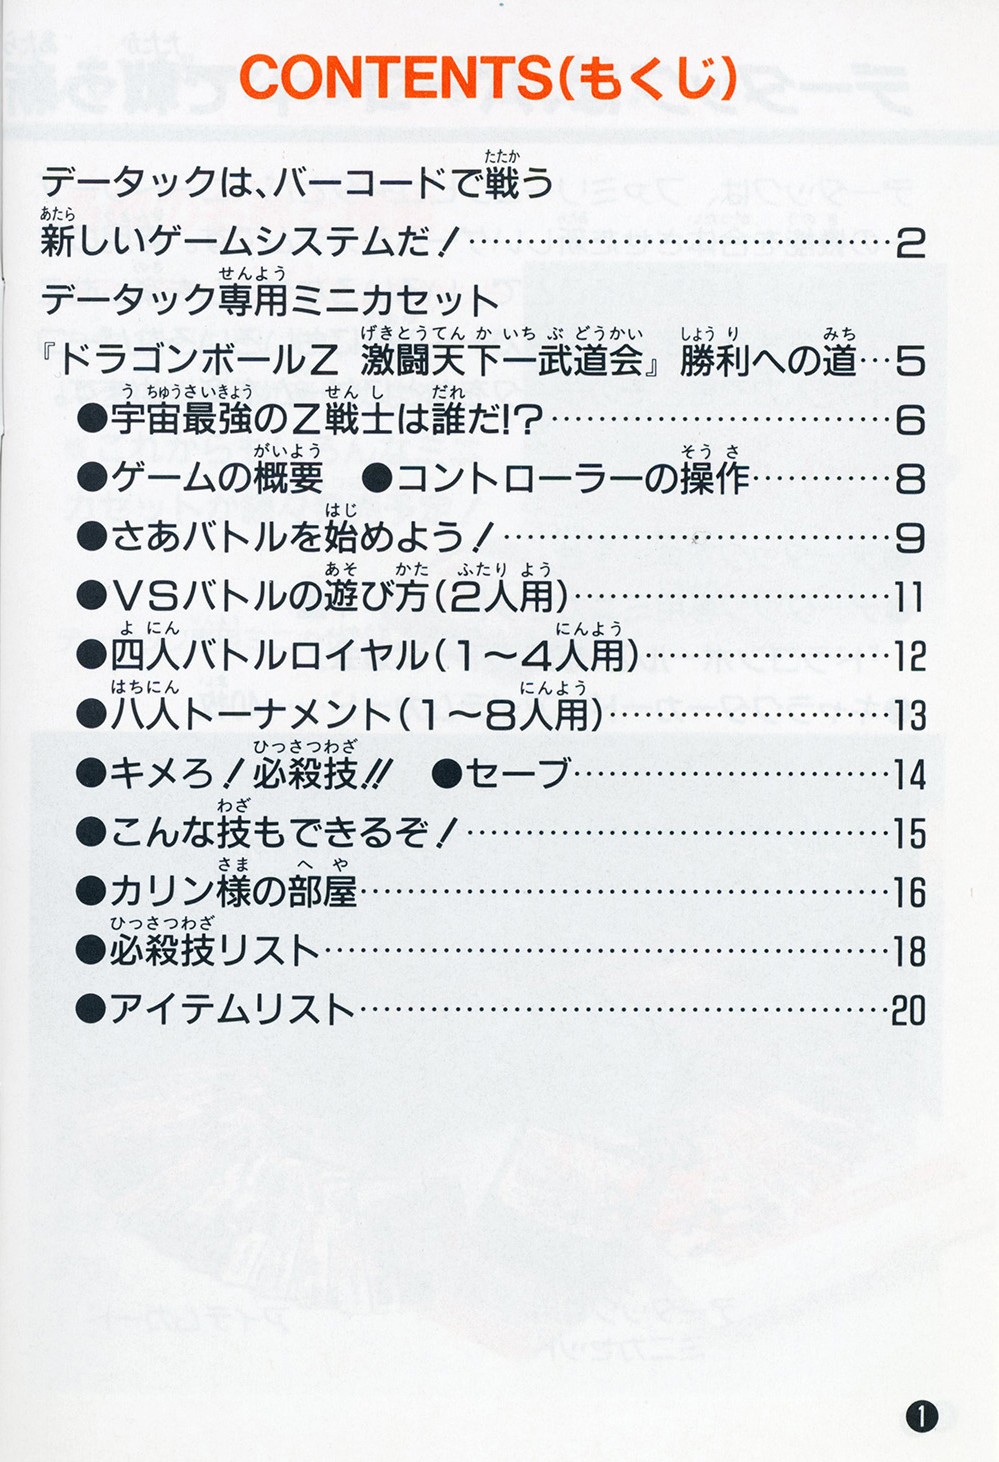 CONTENTS(もくじ)
データックは、バーコードで戦う
新しいゲームシステムだ!……………………………2
データック専用ミニカセット
『ドラゴンボールZ 激闘天下一武道会』勝利への道…5
●宇宙最強のZ戦士は誰だ!?……………………………6
●ゲームの概要 ●コントローラーの操作…………8
●さあバトルを始めよう!……………………………9
●VSバトルの遊び方(2人用)……………………………11
●四人バトルロイヤル(1〜4人用)…………………12
●八人トーナメント(1〜8人用)……………………13
●キメろ!必殺技!! ●セーブ………………………14
●こんな技もできるぞ!……………………………15
●カリン様の部屋……………………………………16
●必殺技リスト………………………………………18
●アイテムリスト……………………………………20
1